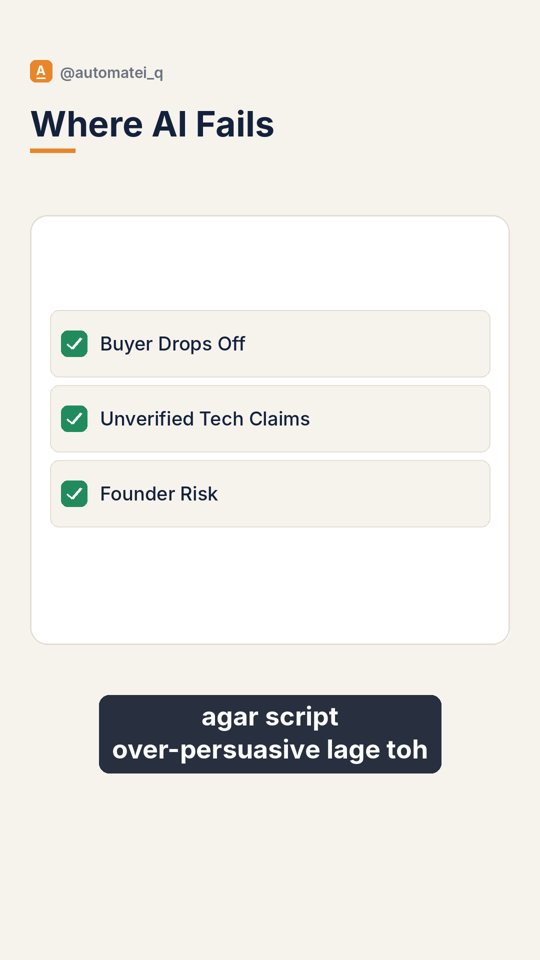 A
@automatei_q
Where AI Fails
Buyer Drops Off
Unverified Tech Claims
Founder Risk
agar script
over-persuasive lage toh